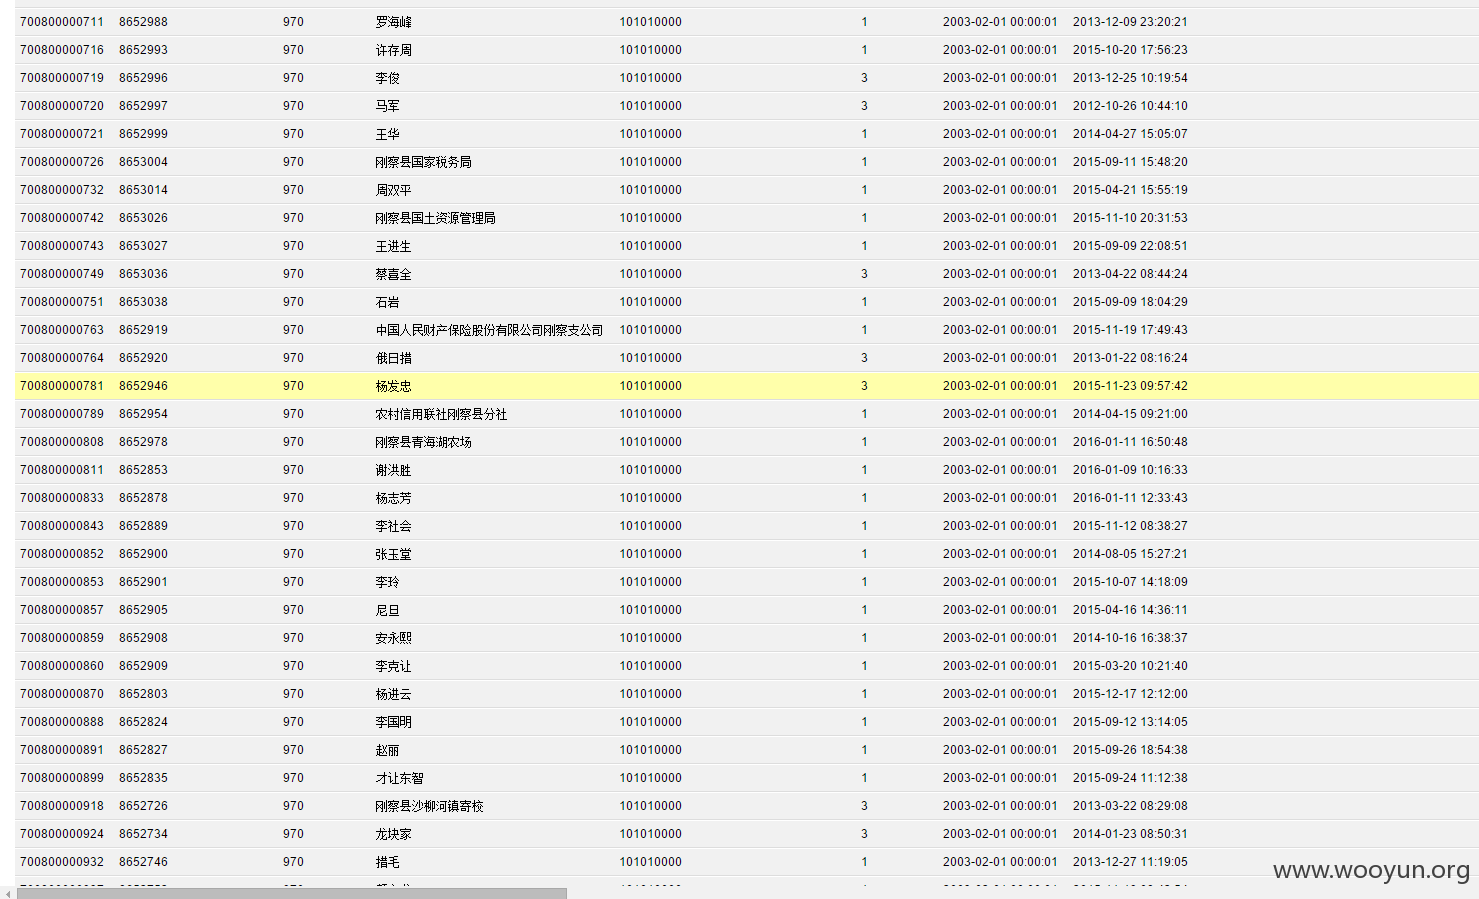 700800000711 8652988 970 罗海峰 101010000 1 2003-02-01 00:00:01 2013-12-09 23:20:21
700800000716 8652993 970 许存周 101010000 1 2003-02-01 00:00:01 2015-10-20 17:56:23
700800000719 8652996 970 李俊 101010000 3 2003-02-01 00:00:01 2013-12-25 10:19:54
700800000720 8652997 970 马军 101010000 3 2003-02-01 00:00:01 2012-10-26 10:44:10
700800000721 8652999 970 王华 101010000 1 2003-02-01 00:00:01 2014-04-27 15:05:07
700800000726 8653004 970 刚察县国家税务局 101010000 1 2003-02-01 00:00:01 2015-09-11 15:48:20
700800000732 8653014 970 周双平 101010000 1 2003-02-01 00:00:01 2015-04-21 15:55:19
700800000742 8653026 970 刚察县国土资源管理局 101010000 1 2003-02-01 00:00:01 2015-11-10 20:31:53
700800000743 8653027 970 王进生 101010000 1 2003-02-01 00:00:01 2015-09-09 22:08:51
700800000749 8653036 970 蔡喜全 101010000 3 2003-02-01 00:00:01 2013-04-22 08:44:24
700800000751 8653038 970 石岩 101010000 1 2003-02-01 00:00:01 2015-09-09 18:04:29
700800000763 8652919 970 中国人民财产保险股份有限公司刚察支公司 101010000 1 2003-02-01 00:00:01 2015-11-19 17:49:43
700800000764 8652920 970 俄日措 101010000 3 2003-02-01 00:00:01 2013-01-22 08:16:24
700800000781 8652946 970 杨发忠 101010000 3 2003-02-01 00:00:01 2015-11-23 09:57:42
700800000789 8652954 970 农村信用联社刚察县分社 101010000 1 2003-02-01 00:00:01 2014-04-15 09:21:00
700800000808 8652978 970 刚察县青海湖农场 101010000 1 2003-02-01 00:00:01 2016-01-11 16:50:48
700800000811 8652853 970 谢洪胜 101010000 1 2003-02-01 00:00:01 2016-01-09 10:16:33
700800000833 8652878 970 杨志芳 101010000 1 2003-02-01 00:00:01 2016-01-11 12:33:43
700800000843 8652889 970 李社会 101010000 1 2003-02-01 00:00:01 2015-11-12 08:38:27
700800000852 8652900 970 张玉堂 101010000 1 2003-02-01 00:00:01 2014-08-05 15:27:21
700800000853 8652901 970 李玲 101010000 1 2003-02-01 00:00:01 2015-10-07 14:18:09
700800000857 8652905 970 尼旦 101010000 1 2003-02-01 00:00:01 2015-04-16 14:36:11
700800000859 8652908 970 安永熙 101010000 1 2003-02-01 00:00:01 2014-10-16 16:38:37
700800000860 8652909 970 李克让 101010000 1 2003-02-01 00:00:01 2015-03-20 10:21:40
700800000870 8652803 970 杨进云 101010000 1 2003-02-01 00:00:01 2015-12-17 12:12:00
700800000888 8652824 970 李国明 101010000 1 2003-02-01 00:00:01 2015-09-12 13:14:05
700800000891 8652827 970 赵丽 101010000 1 2003-02-01 00:00:01 2015-09-26 18:54:38
700800000899 8652835 970 才让东智 101010000 1 2003-02-01 00:00:01 2015-09-24 11:12:38
700800000918 8652726 970 刚察县沙柳河镇寄校 101010000 3 2003-02-01 00:00:01 2013-03-22 08:29:08
700800000924 8652734 970 龙块家 101010000 3 2003-02-01 00:00:01 2014-01-23 08:50:31
700800000932 8652746 970 措毛 101010000 1 2003-02-01 00:00:01 2013-12-27 11:19:05
www.wooyun.org